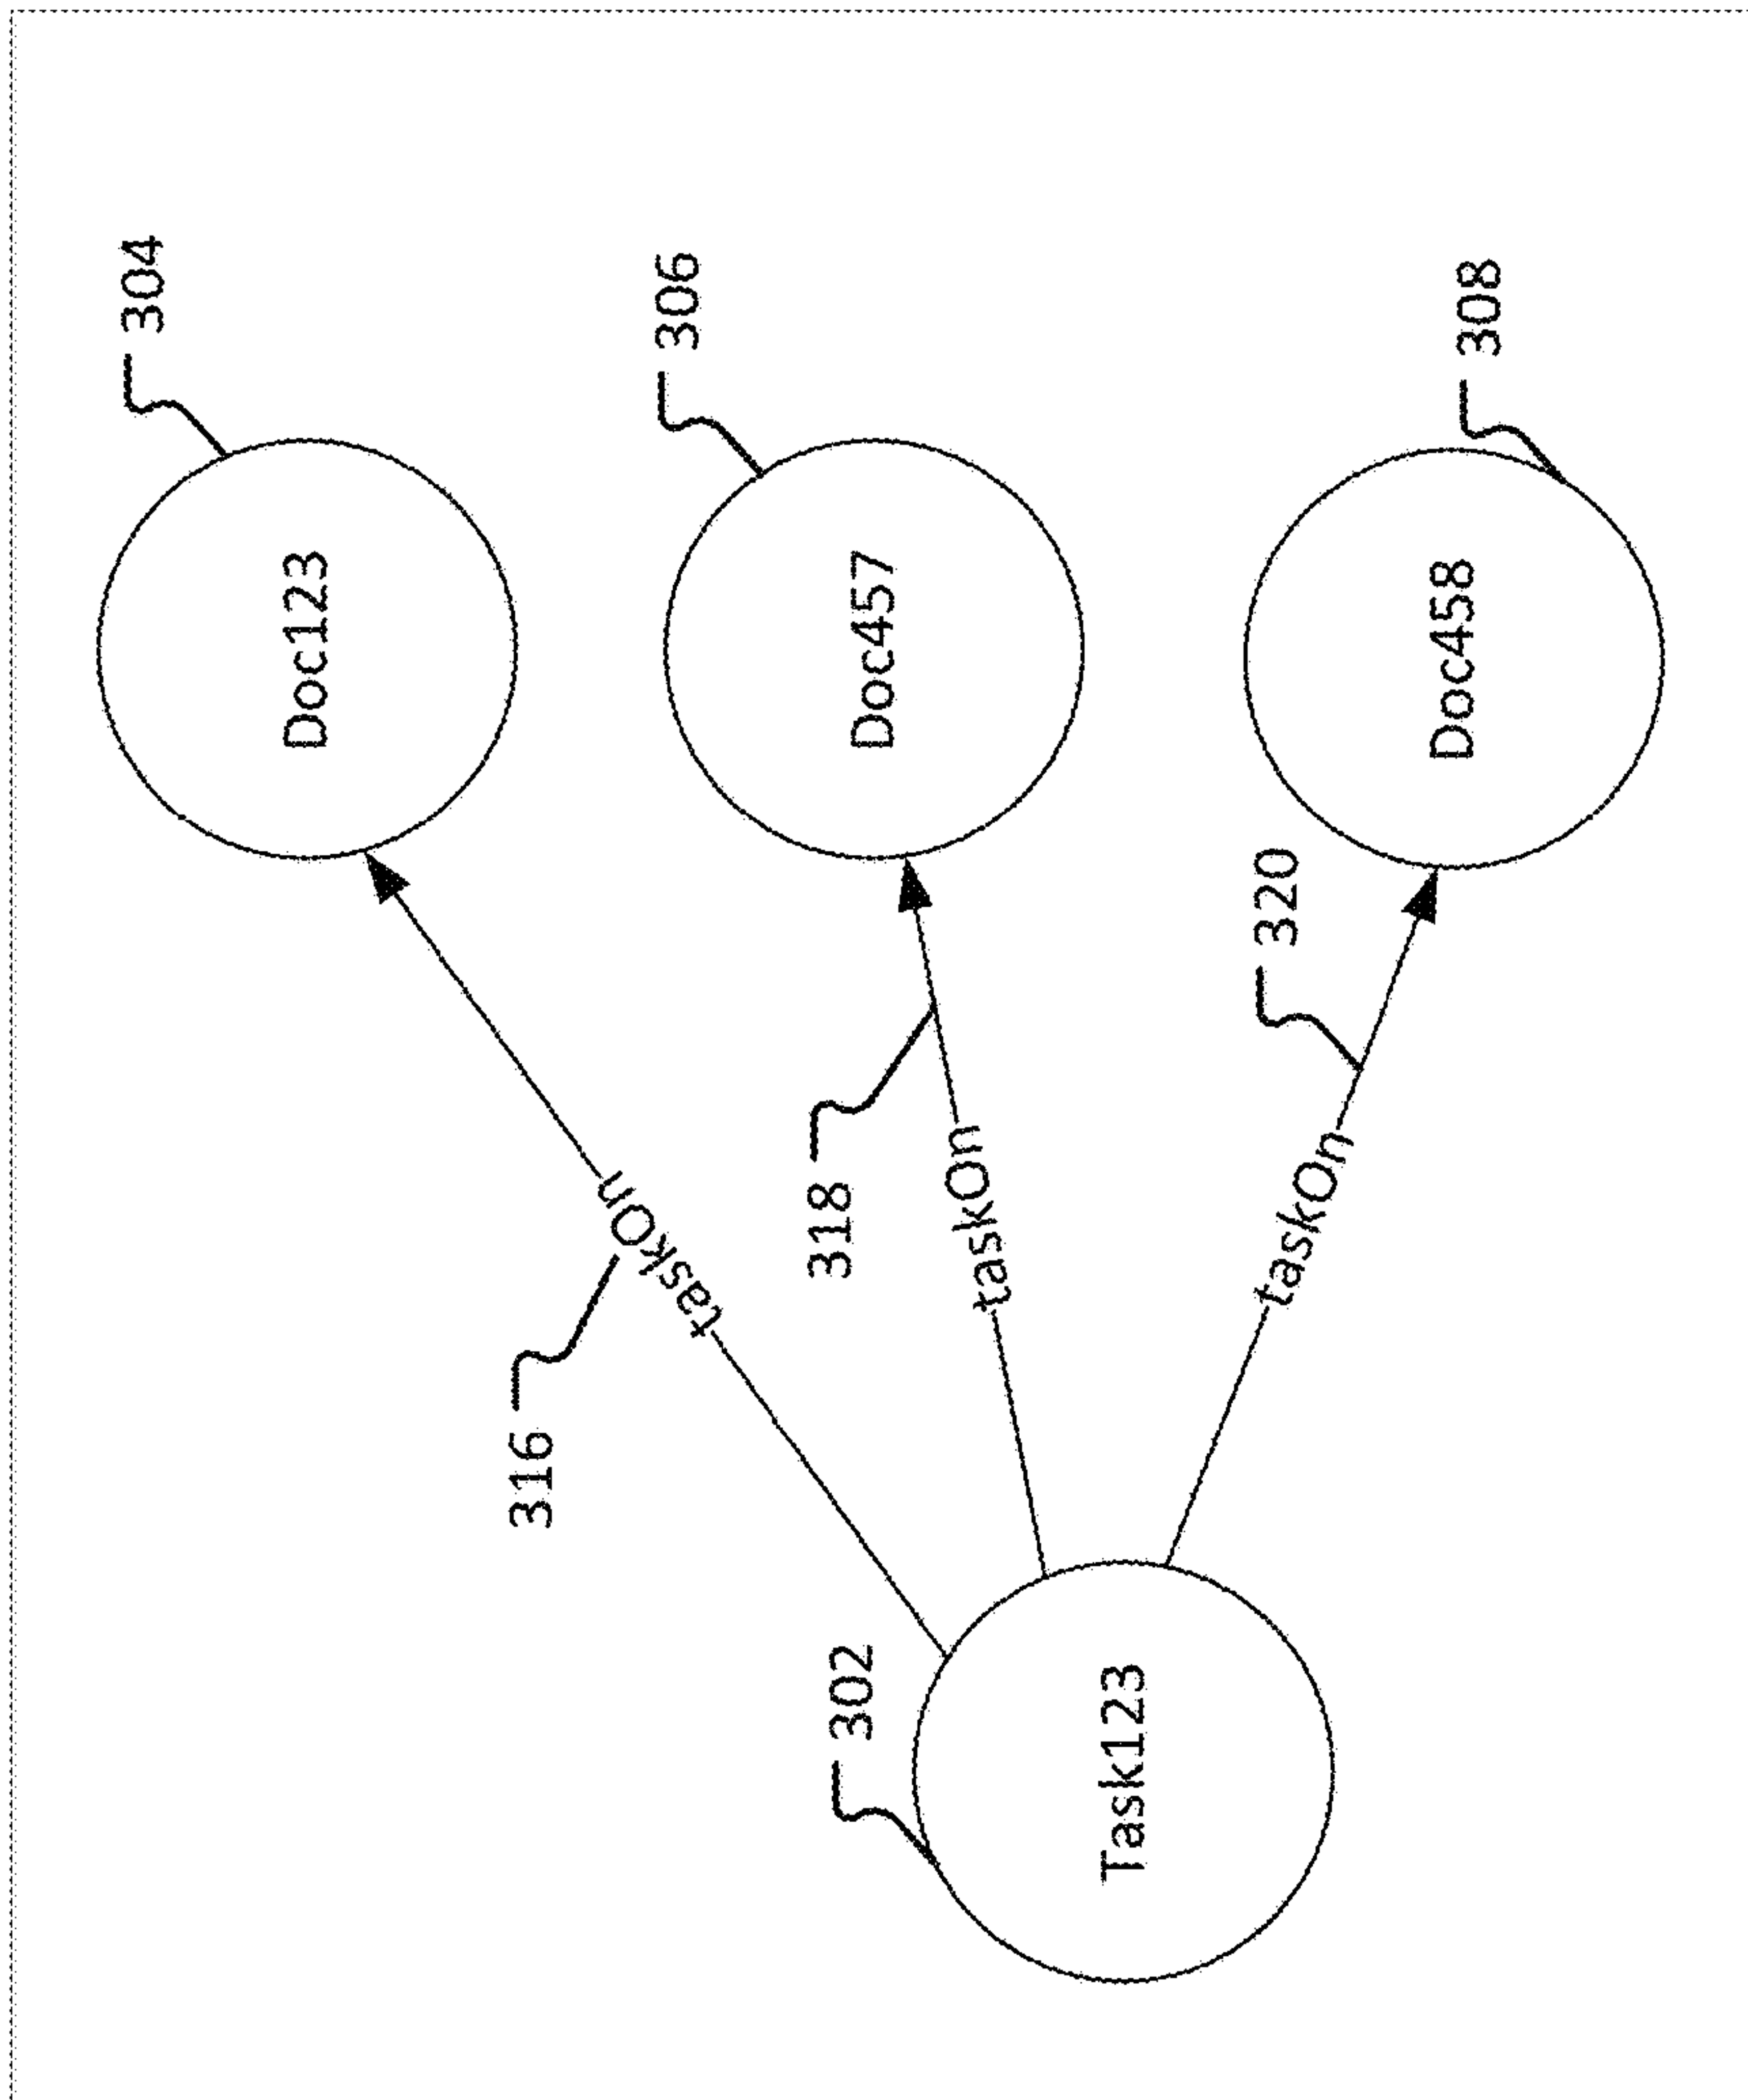 304
Doc123
316
taskOn
306
Doc457
318
taskOn
302
Task123
320
taskOn
308
Doc458